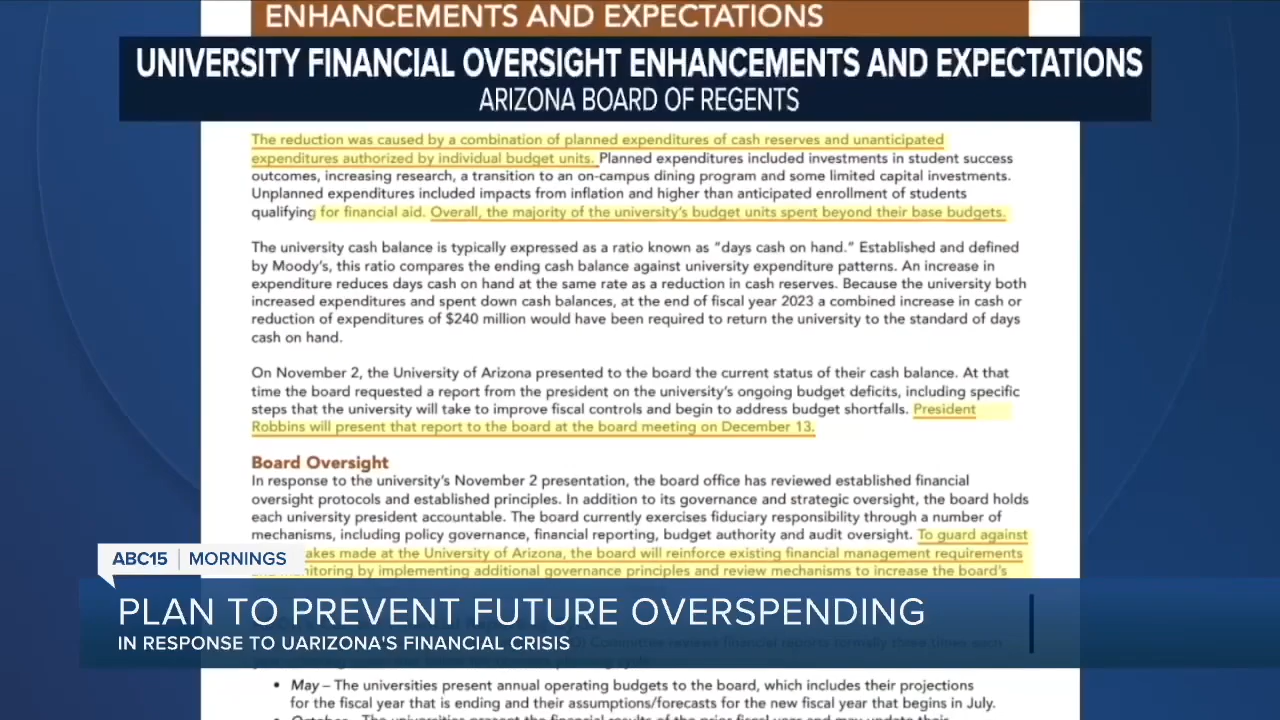 ENHANCEMENTS AND EXPECTATIONS
UNIVERSITY FINANCIAL OVERSIGHT ENHANCEMENTS AND EXPECTATIONS
ARIZONA BOARD OF REGENTS
The reduction was caused by a combination of planned expenditures of cash reserves and unanticipated
expenditures authorized by individual budget units. Planned expenditures included investments in student success
outcomes, increasing research, a transition to an on-campus dining program and some limited capital investments.
Unplanned expenditures included impacts from inflation and higher than anticipated enrollment of students
qualifying for financial aid. Overall, the majority of the university's budget units spent beyond their base budgets.
The university cash balance is typically expressed as a ratio known as “days cash on hand.” Established and defined
by Moody's, this ratio compares the ending cash balance against university expenditure patterns. An increase in
expenditure reduces days cash on hand at the same rate as a reduction in cash reserves. Because the university both
increased expenditures and spent down cash balances, at the end of fiscal year 2023 a combined increase in cash or
reduction of expenditures of $240 million would have been required to return the university to the standard of days
cash on hand.
On November 2, the University of Arizona presented to the board the current status of their cash balance. At that
time the board requested a report from the president on the university's ongoing budget deficits, including specific
steps that the university will take to improve fiscal controls and begin to address budget shortfalls. President
Robbins will present that report to the board at the board meeting on December 13.
Board Oversight
In response to the university's November 2 presentation, the board office has reviewed established financial
oversight protocols and established principles. In addition to its governance and strategic oversight, the board holds
each university president accountable. The board currently exercises fiduciary responsibility through a number of
mechanisms, including policy governance, financial reporting, budget authority and audit oversight. To guard against
made at the University of Arizona, the board will reinforce existing financial management requirements
by implementing additional governance principles and review mechanisms to increase the board's
ABC15 | MORNINGS
PLAN TO PREVENT FUTURE OVERSPENDING
IN RESPONSE TO UARIZONA'S FINANCIAL CRISIS
Committee reviews financial reports formally three times each
• May – The universities present annual operating budgets to the board, which includes their projections
for the fiscal year that is ending and their assumptions/forecasts for the new fiscal year that begins in July.